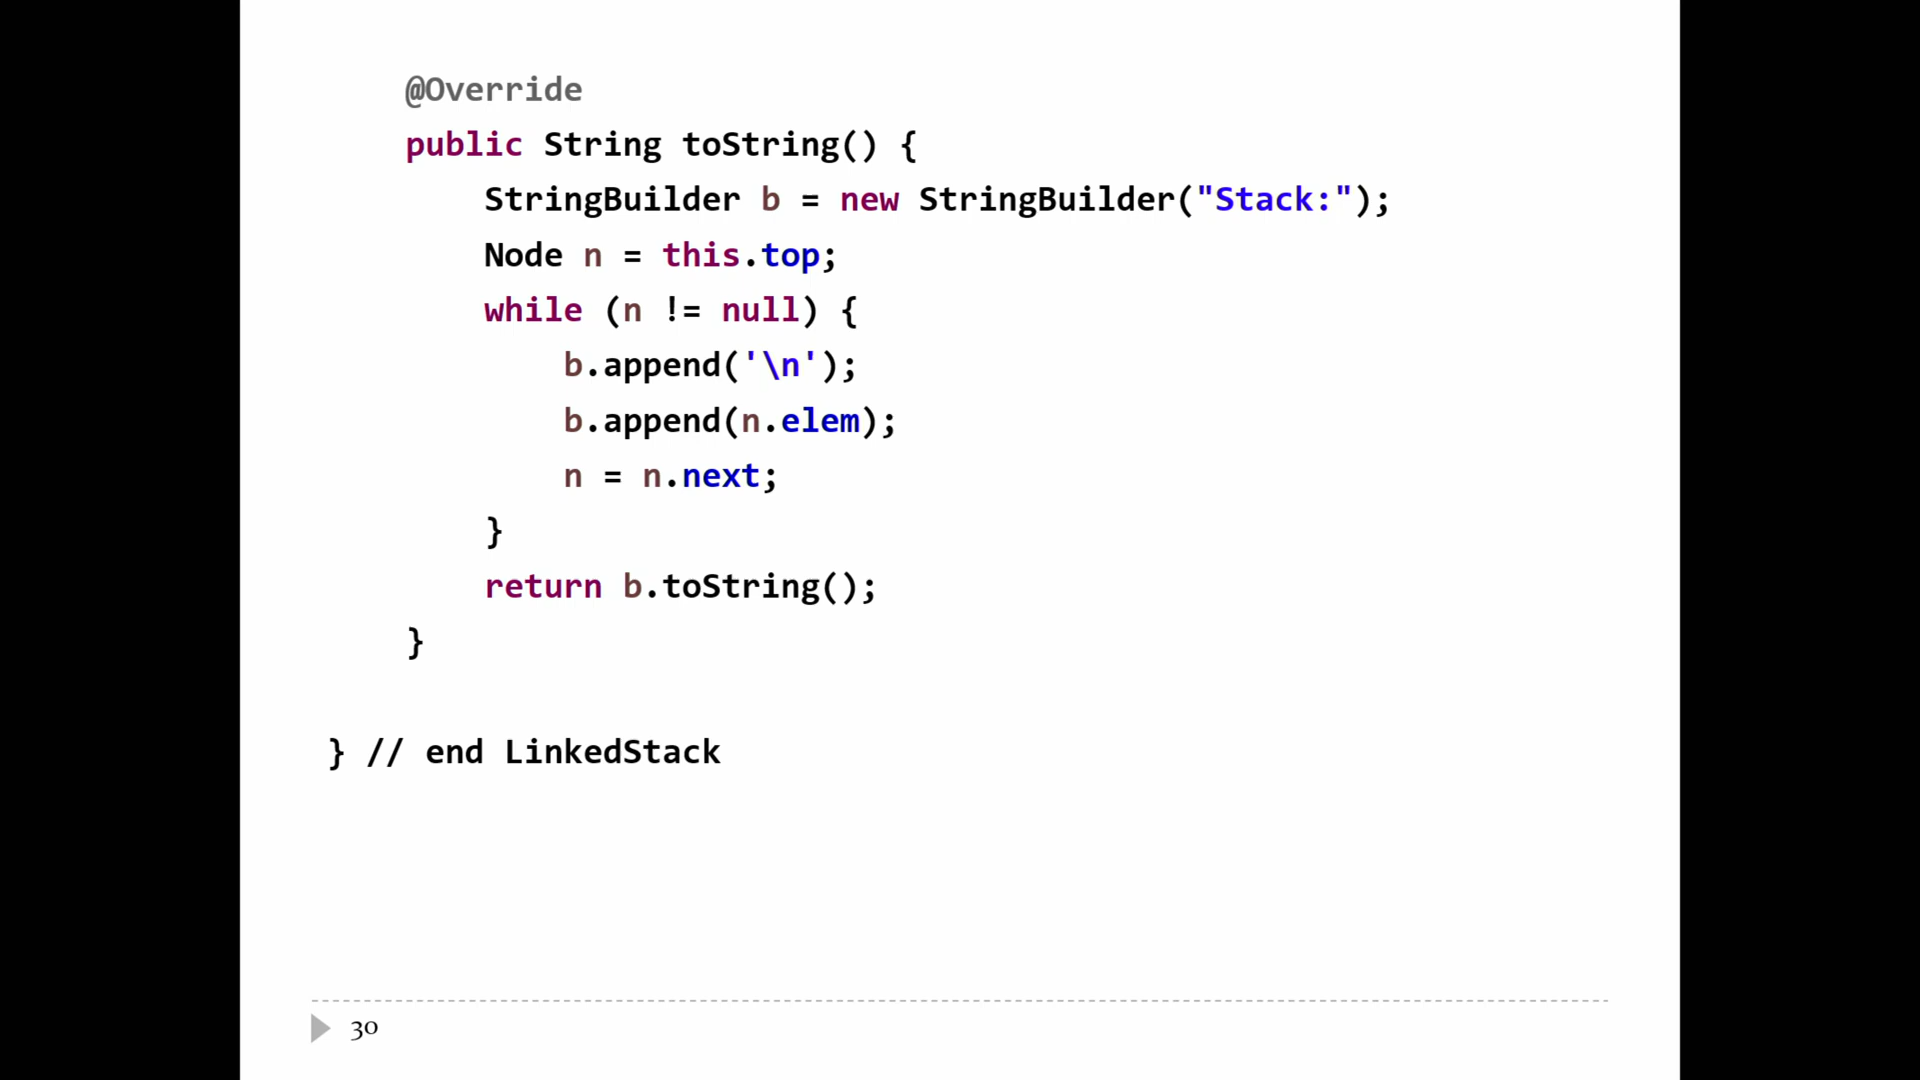 @Override
public String toString() {
StringBuilder b = new StringBuilder("Stack:");
Node n = this.top;
while (n != null) {
b.append('\n');
b.append(n.elem);
n = n.next;
}
return b.toString();
}
} // end LinkedStack
30